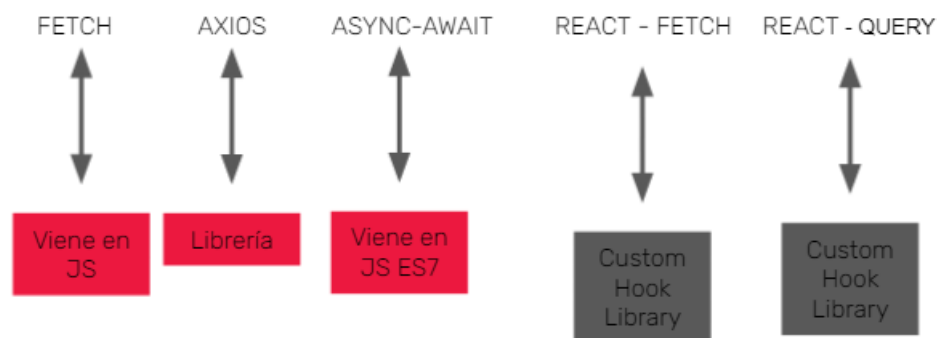 FETCH
AXIOS
ASYNC-AWAIT
REACT - FETCH
REACT - QUERY
Viene en
JS
Librería
Viene en
JS ES7
Custom
Hook
Library
Custom
Hook
Library